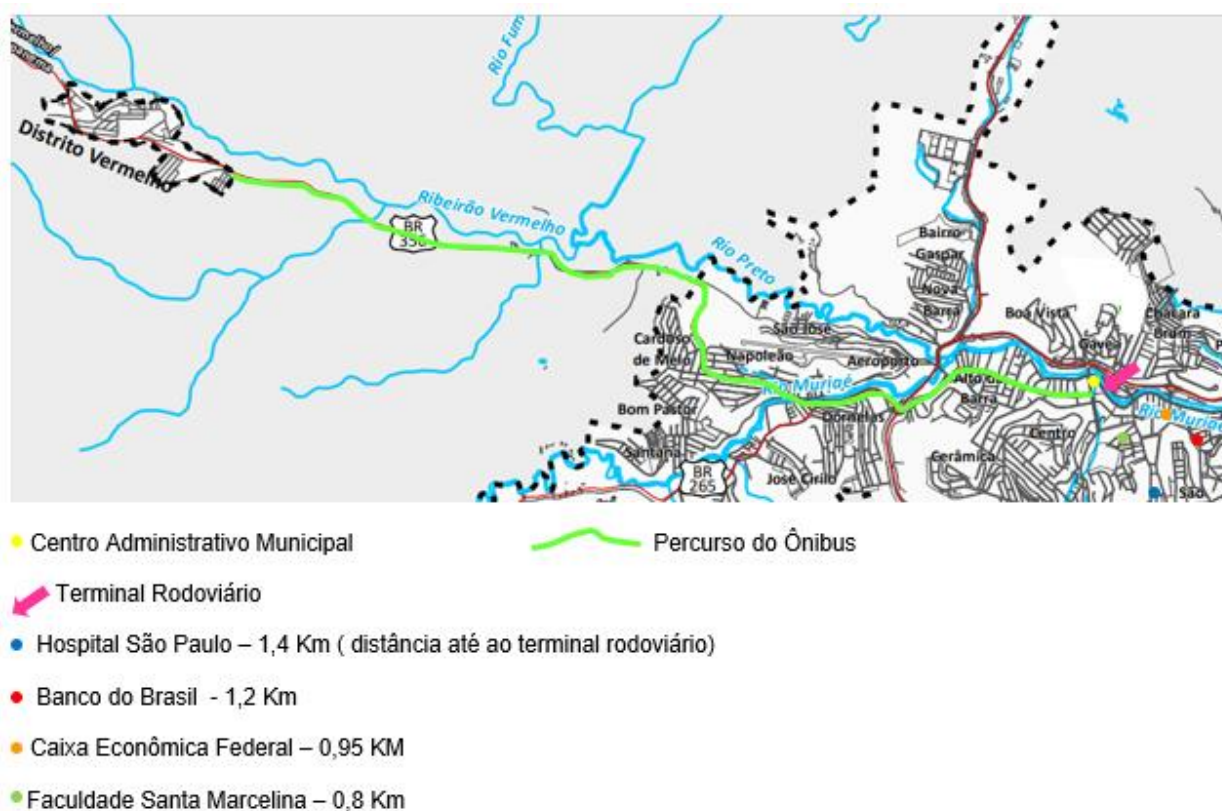 Rio Fum
Distrito Vermelho
BR
356
Ribeirão Vermelho
Rio Preto
Bairro
Gaspar
Nova
Barra
Boa Vista
Gávea
Chácara
Brum
São José
Cardoso
de Melo
Napoleão
Aeroporto
Rio Muriaé
Alto da
Barra
Bom Pastor
Dornelas
Centro
Rio Muriaé
Santana
BR
265
José Cirilo
Cerâmica
São
Centro Administrativo Municipal
Percurso do Ônibus
Terminal Rodoviário
Hospital São Paulo – 1,4 Km ( distância até ao terminal rodoviário)
Banco do Brasil - 1,2 Km
Caixa Econômica Federal – 0,95 KM
Faculdade Santa Marcelina – 0,8 Km